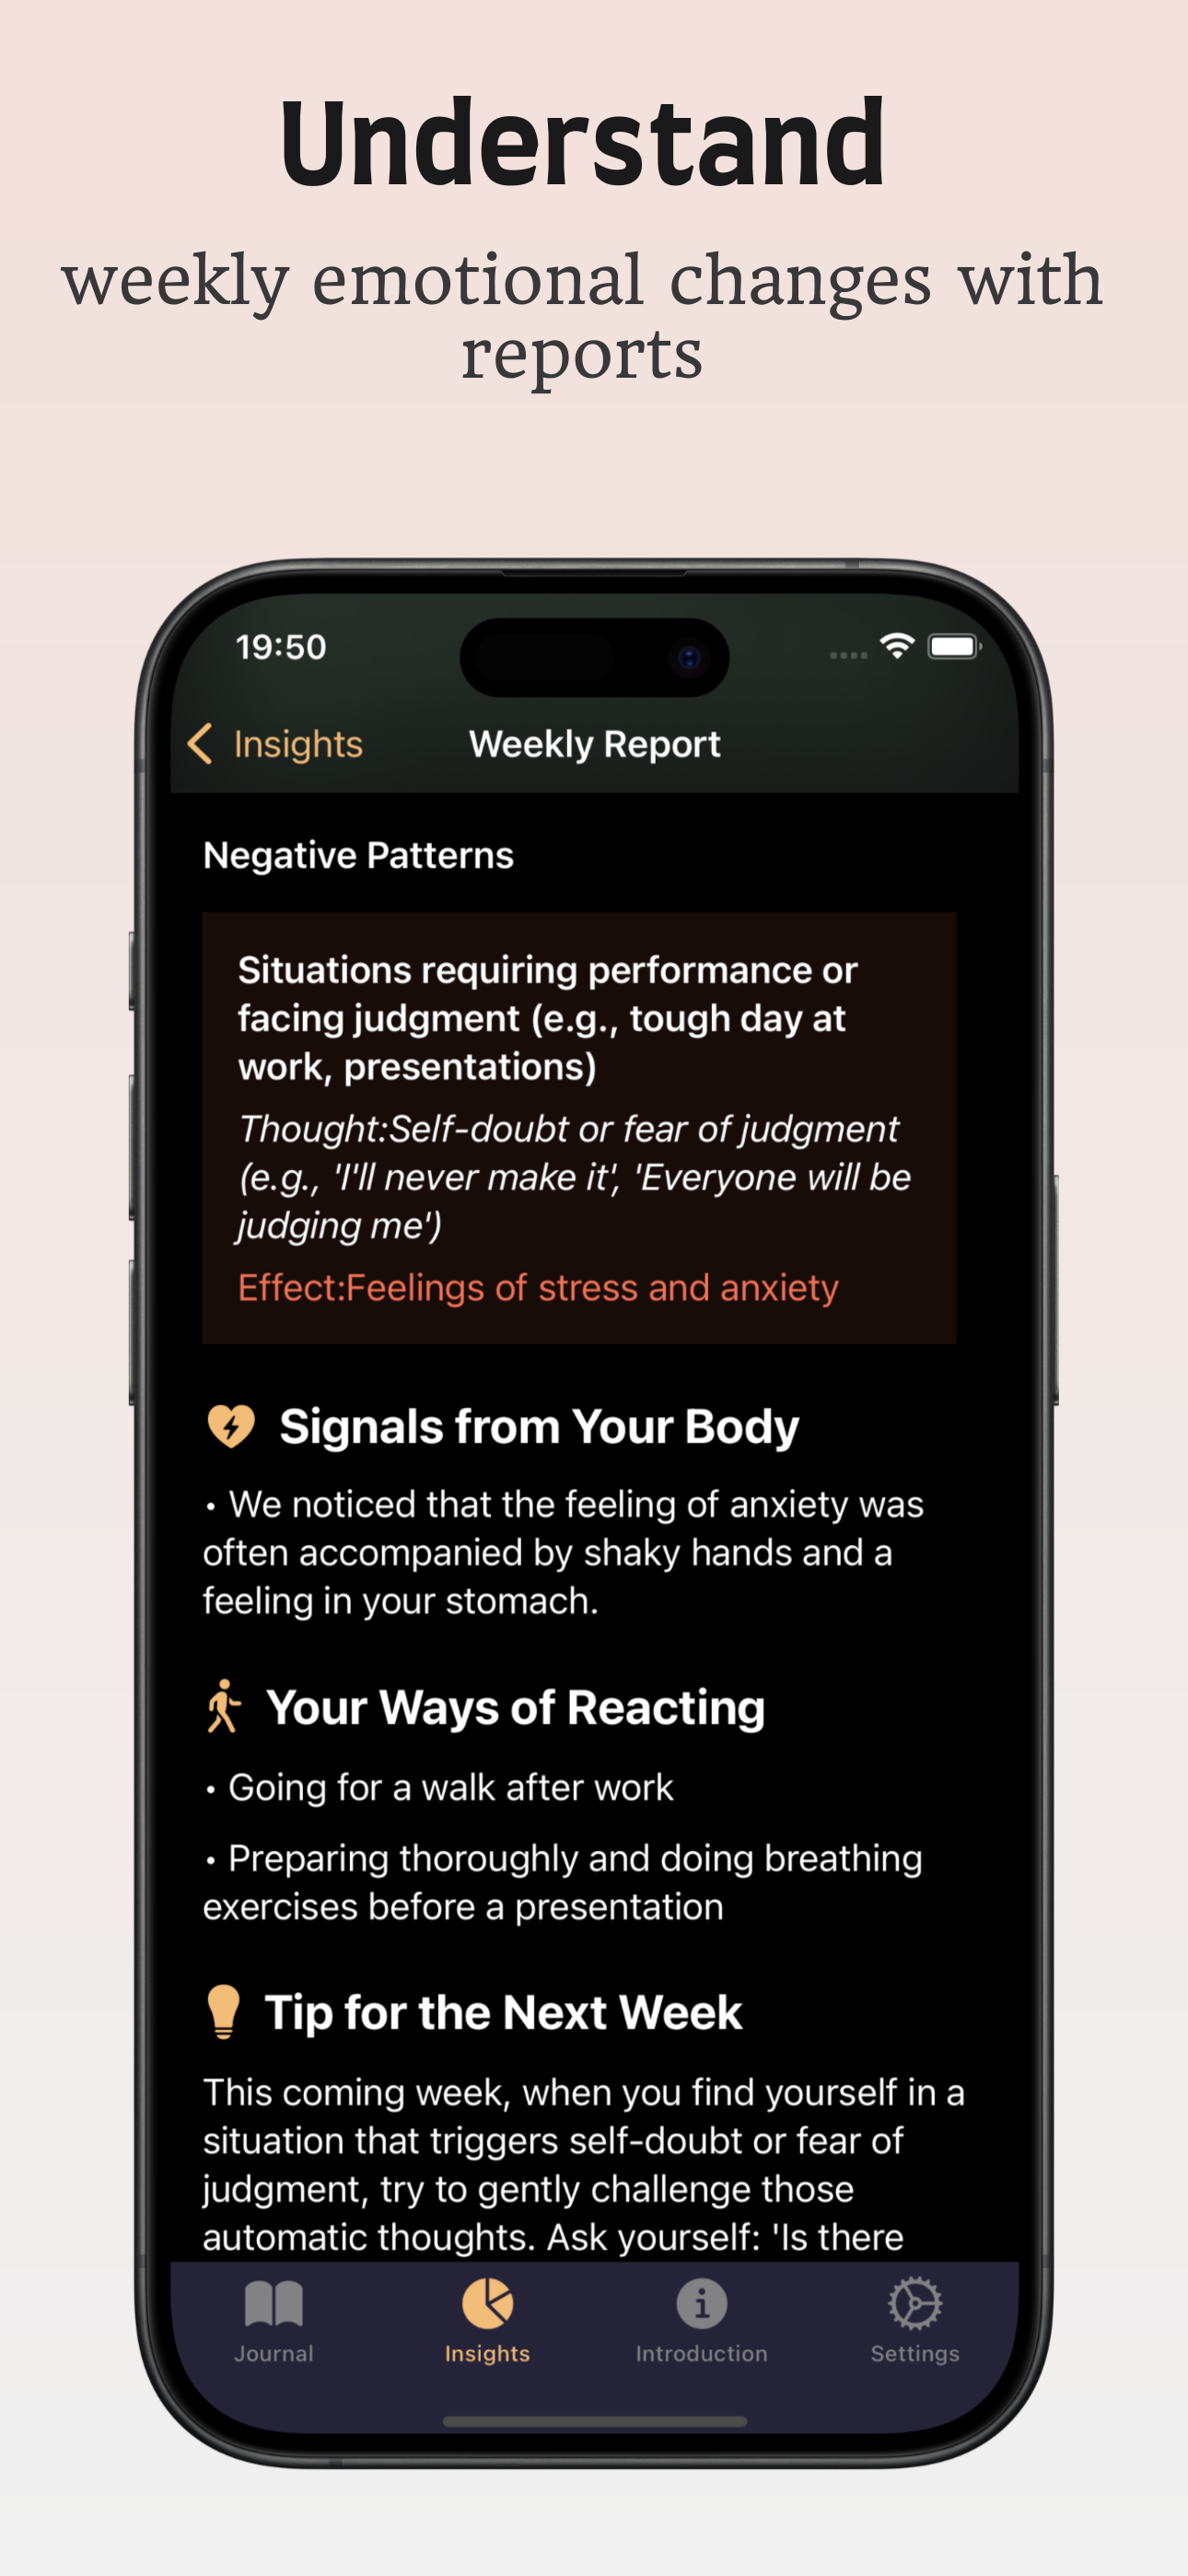 Understand
weekly emotional changes with
reports
19:50
Insights
Weekly Report
Negative Patterns
Situations requiring performance or
facing judgment (e.g., tough day at
work, presentations)
Thought:Self-doubt or fear of judgment
(e.g., 'I'll never make it', 'Everyone will be
judging me')
Effect:Feelings of stress and anxiety
Signals from Your Body
• We noticed that the feeling of anxiety was
often accompanied by shaky hands and a
feeling in your stomach.
Your Ways of Reacting
• Going for a walk after work
• Preparing thoroughly and doing breathing
exercises before a presentation
Tip for the Next Week
This coming week, when you find yourself in a
situation that triggers self-doubt or fear of
judgment, try to gently challenge those
automatic thoughts. Ask yourself: 'Is there
Journal
Insights
Introduction
Settings